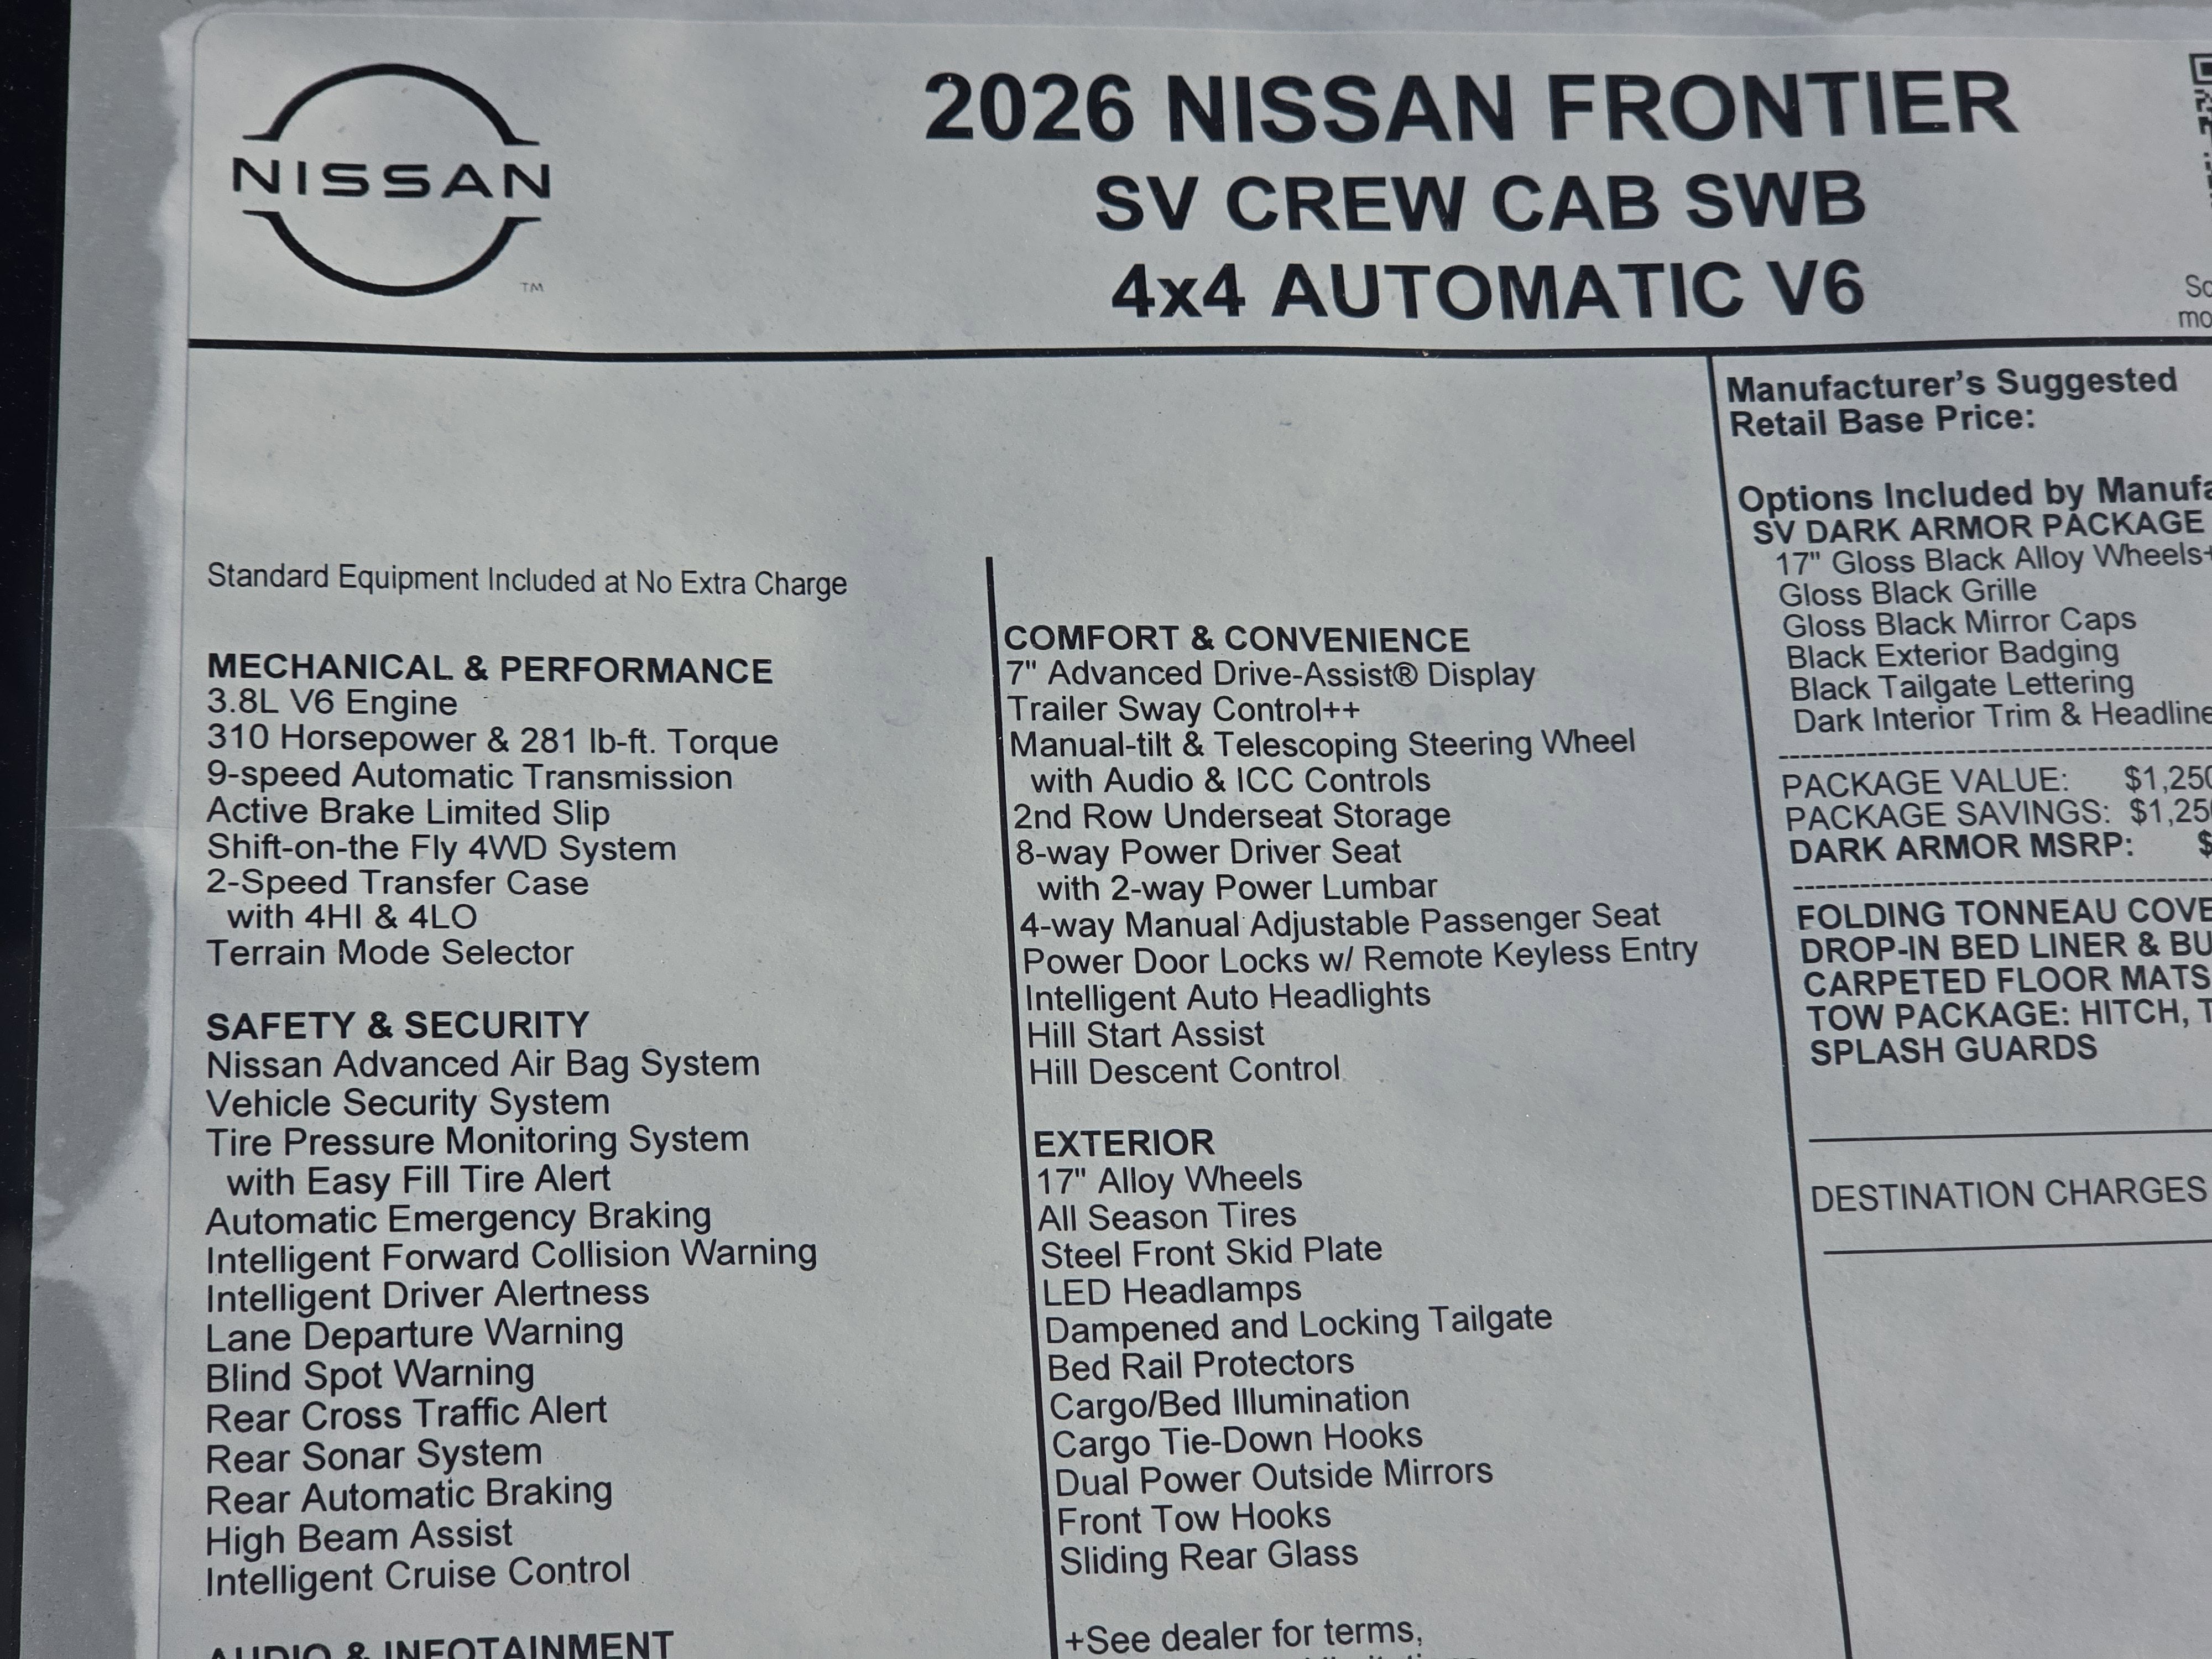 NISSAN
TM
2026 NISSAN FRONTIER
SV CREW CAB SWB
4x4 AUTOMATIC V6
Standard Equipment Included at No Extra Charge
MECHANICAL & PERFORMANCE
3.8L V6 Engine
310 Horsepower & 281 lb-ft. Torque
9-speed Automatic Transmission
Active Brake Limited Slip
Shift-on-the Fly 4WD System
2-Speed Transfer Case
with 4HI & 4LO
Terrain Mode Selector
SAFETY & SECURITY
Nissan Advanced Air Bag System
Vehicle Security System
Tire Pressure Monitoring System
with Easy Fill Tire Alert
Automatic Emergency Braking
Intelligent Forward Collision Warning
Intelligent Driver Alertness
Lane Departure Warning
Blind Spot Warning
Rear Cross Traffic Alert
Rear Sonar System
Rear Automatic Braking
High Beam Assist
Intelligent Cruise Control
AUDIO & INFOTAINMENT
COMFORT & CONVENIENCE
7" Advanced Drive-Assist® Display
Trailer Sway Control++
Manual-tilt & Telescoping Steering Wheel
with Audio & ICC Controls
2nd Row Underseat Storage
8-way Power Driver Seat
with 2-way Power Lumbar
4-way Manual Adjustable Passenger Seat
Power Door Locks w/ Remote Keyless Entry
Intelligent Auto Headlights
Hill Start Assist
Hill Descent Control
EXTERIOR
17" Alloy Wheels
All Season Tires
Steel Front Skid Plate
LED Headlamps
Dampened and Locking Tailgate
Bed Rail Protectors
Cargo/Bed Illumination
Cargo Tie-Down Hooks
Dual Power Outside Mirrors
Front Tow Hooks
Sliding Rear Glass
+See dealer for terms,
Manufacturer's Suggested
Retail Base Price:
Options Included by
SV DARK ARMOR PACKAGE
17" Gloss Black Alloy Wheels+
Gloss Black Grille
Gloss Black Mirror Caps
Black Exterior Badging
Black Tailgate Lettering
Dark Interior Trim &
PACKAGE VALUE: $1,250
PACKAGE SAVINGS:
DARK ARMOR MSRP: $
FOLDING TONNEAU
DROP-IN BED LINER &
CARPETED FLOOR MATS
TOW PACKAGE: HITCH,
SPLASH GUARDS
DESTINATION CHARGES